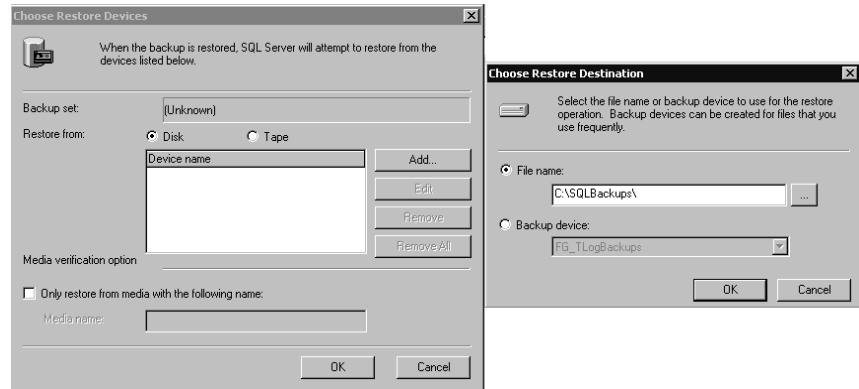 Choose Restore Devices
When the backup is restored, SQL Server will attempt to restore from the
devices listed below.
Backup set:
(Unknown)
Restore from:
Disk
Tape
Device name
Add...
Edit
Remove
Remove All
Media verification option
Only restore from media with the following name:
Media name:
OK
Cancel
Choose Restore Destination
Select the file name or backup device to use for the restore
operation. Backup devices can be created for files that you
use frequently.
File name:
C:\SQLBackups\
...
Backup device:
FG_TLogBackups
OK
Cancel